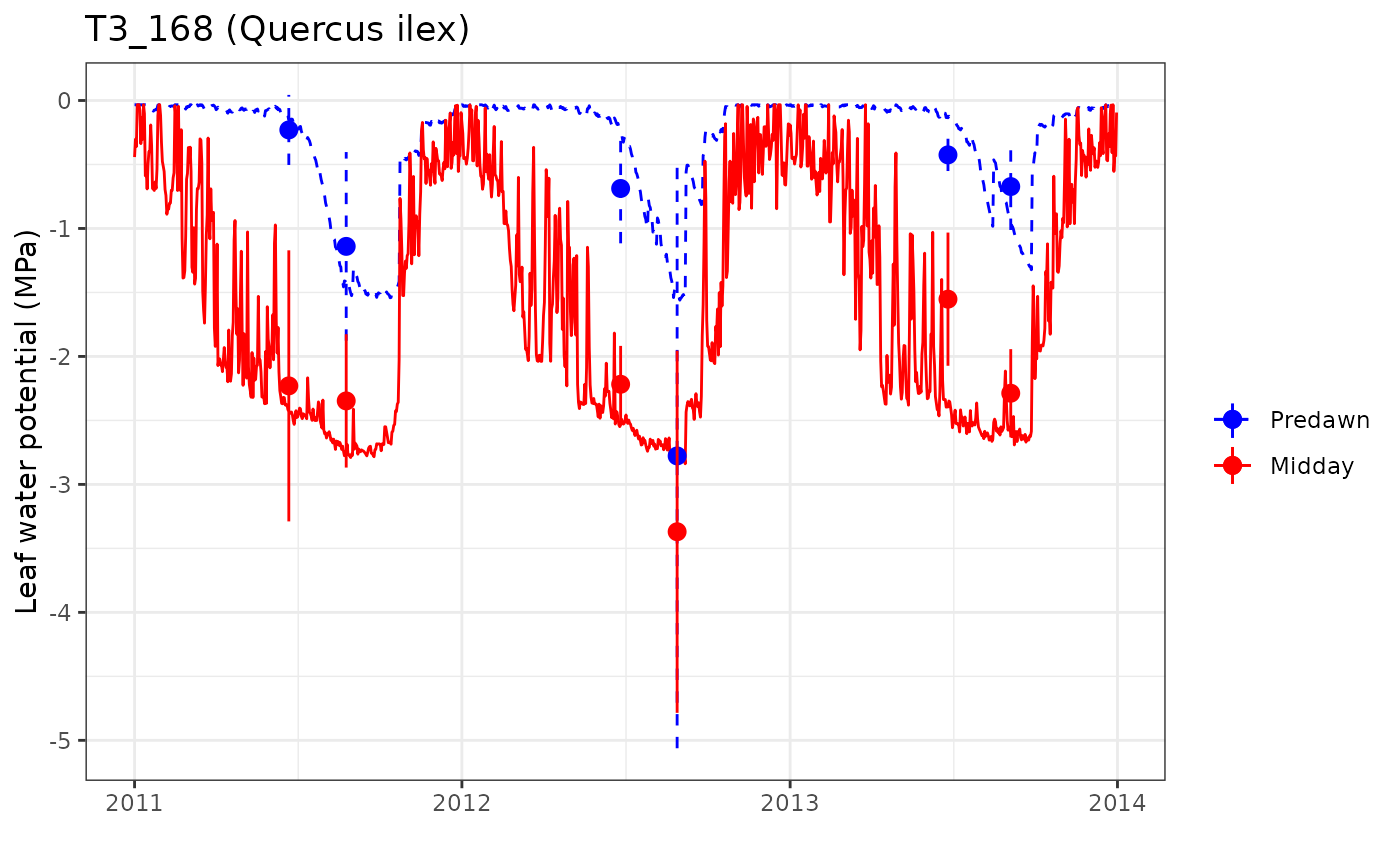 T3_168 (Quercus ilex)
Leaf water potential (MPa)
0
-1
-2
-3
-4
-5
2011
2012
2013
2014
Predawn
Midday